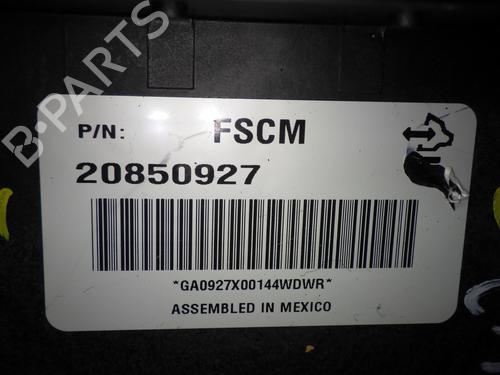 B-PARTS
P/N: FSCM
20850927
*GA0927X00144WDWR*
ASSEMBLED IN MEXICO